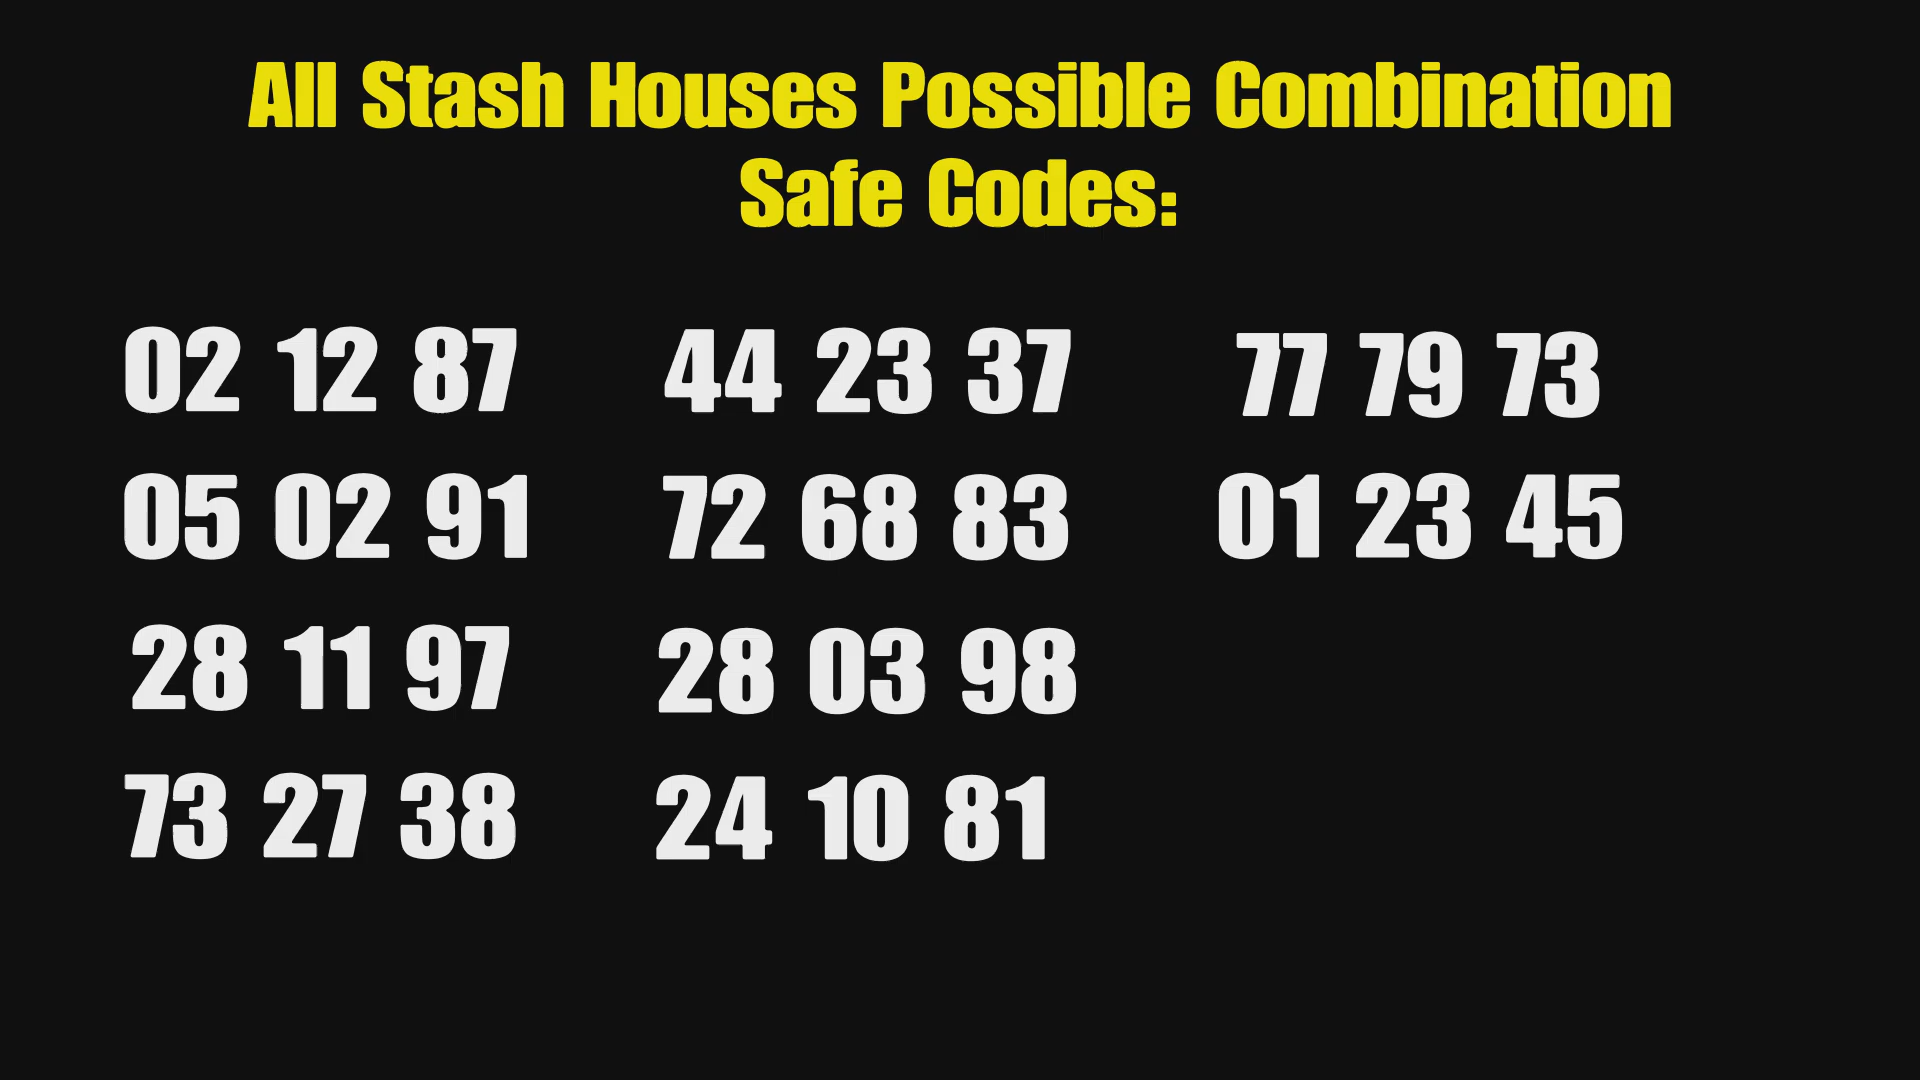 All Stash Houses Possible Combination
Safe Codes:
02 12 87 44 23 37 77 79 73
05 02 91 72 68 83 01 23 45
28 11 97 28 03 98
73 27 38 24 10 81